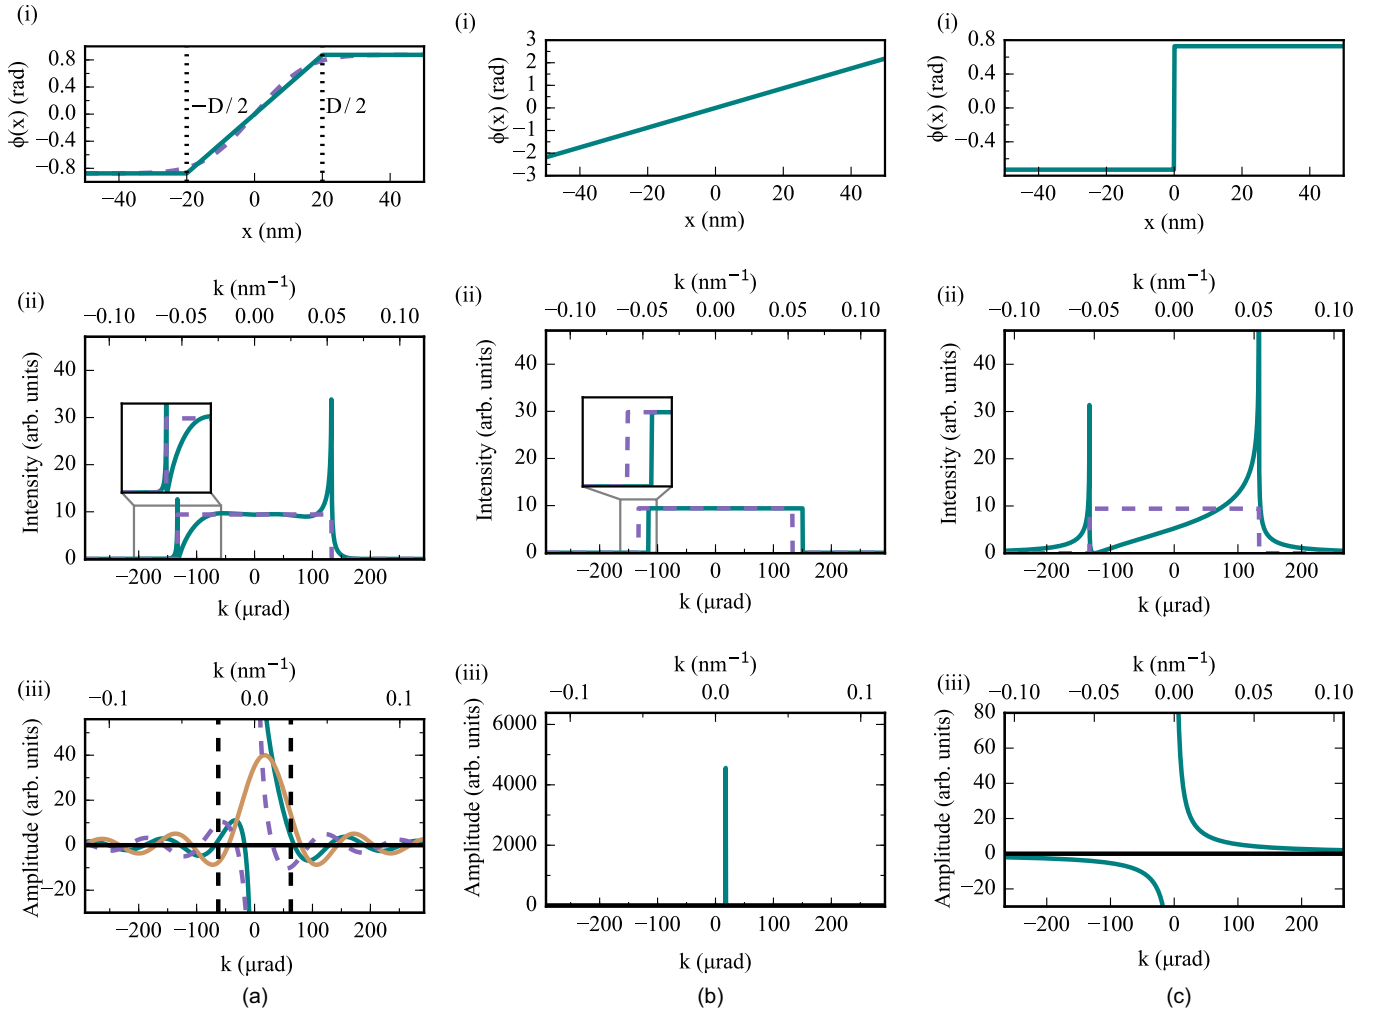 (i)
ϕ(x) (rad)
0.8
0.4
0.0
−0.4
−0.8
−D/2
D/2
−40 −20 0 20 40
x (nm)
(i)
ϕ(x) (rad)
3
2
1
0
−1
−2
−3
−40 −20 0 20 40
x (nm)
(i)
ϕ(x) (rad)
0.8
0.4
0.0
−0.4
−40 −20 0 20 40
x (nm)
(ii)
k (nm⁻¹)
−0.10 −0.05 0.00 0.05 0.10
Intensity (arb. units)
40
30
20
10
0
−200 −100 0 100 200
k (μrad)
(ii)
k (nm⁻¹)
−0.10 −0.05 0.00 0.05 0.10
Intensity (arb. units)
40
30
20
10
0
−200 −100 0 100 200
k (μrad)
(ii)
k (nm⁻¹)
−0.10 −0.05 0.00 0.05 0.10
Intensity (arb. units)
40
30
20
10
0
−200 −100 0 100 200
k (μrad)
(iii)
k (nm⁻¹)
−0.1 0.0 0.1
Amplitude (arb. units)
40
20
0
−20
−200 −100 0 100 200
k (μrad)
(a)
(iii)
k (nm⁻¹)
−0.1 0.0 0.1
Amplitude (arb. units)
6000
4000
2000
0
−200 −100 0 100 200
k (μrad)
(b)
(iii)
k (nm⁻¹)
−0.10 −0.05 0.00 0.05 0.10
Amplitude (arb. units)
80
60
40
20
0
−20
−200 −100 0 100 200
k (μrad)
(c)